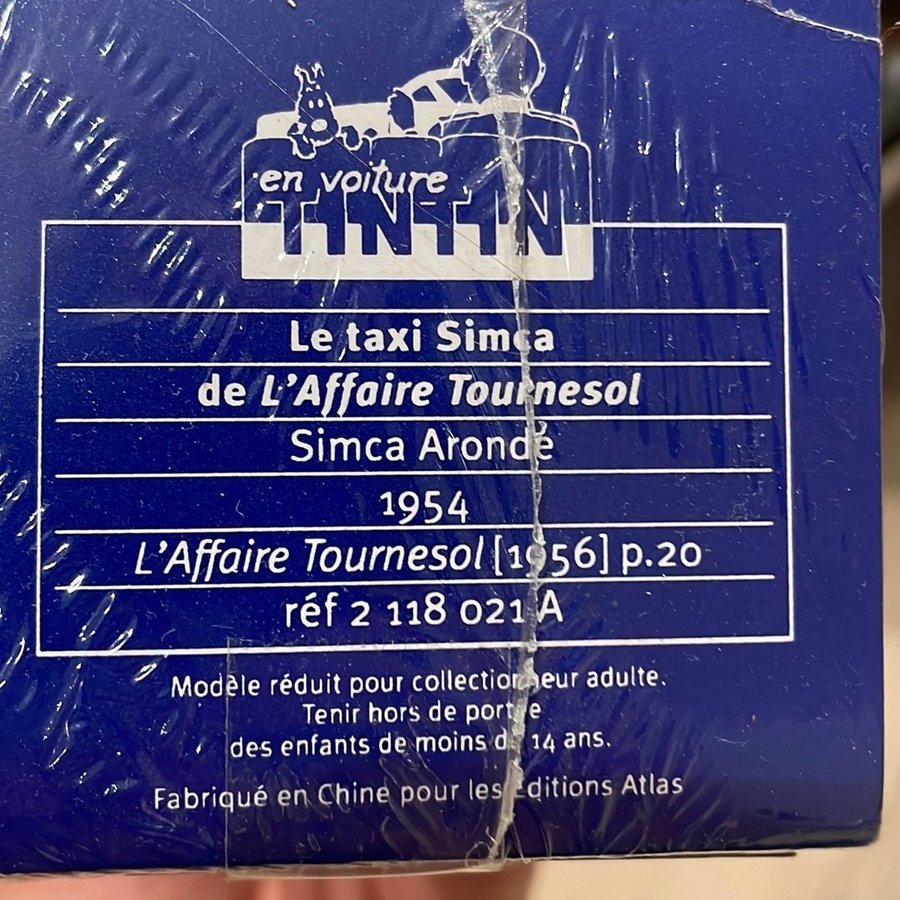 en voiture
TINTIN
Le taxi Simca
de L'Affaire Tournesol
Simca Aronde
1954
L'Affaire Tournesol [1956] p.20
réf 2 118 021 A
Modèle réduit pour collectionneur adulte.
Tenir hors de portée
des enfants de moins de 14 ans.
Fabriqué en Chine pour les Éditions Atlas